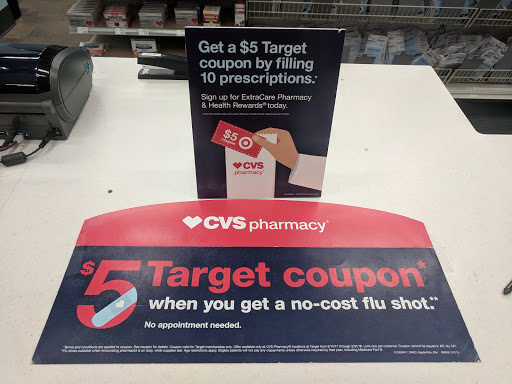 Get a $5 Target
coupon by filling
10 prescriptions.*
Sign up for ExtraCare Pharmacy
& Health Rewards® today.
$5
coupon
CVS
pharmacy®
CVS pharmacy®
$5 Target coupon*
when you get a no-cost flu shot.**
No appointment needed.